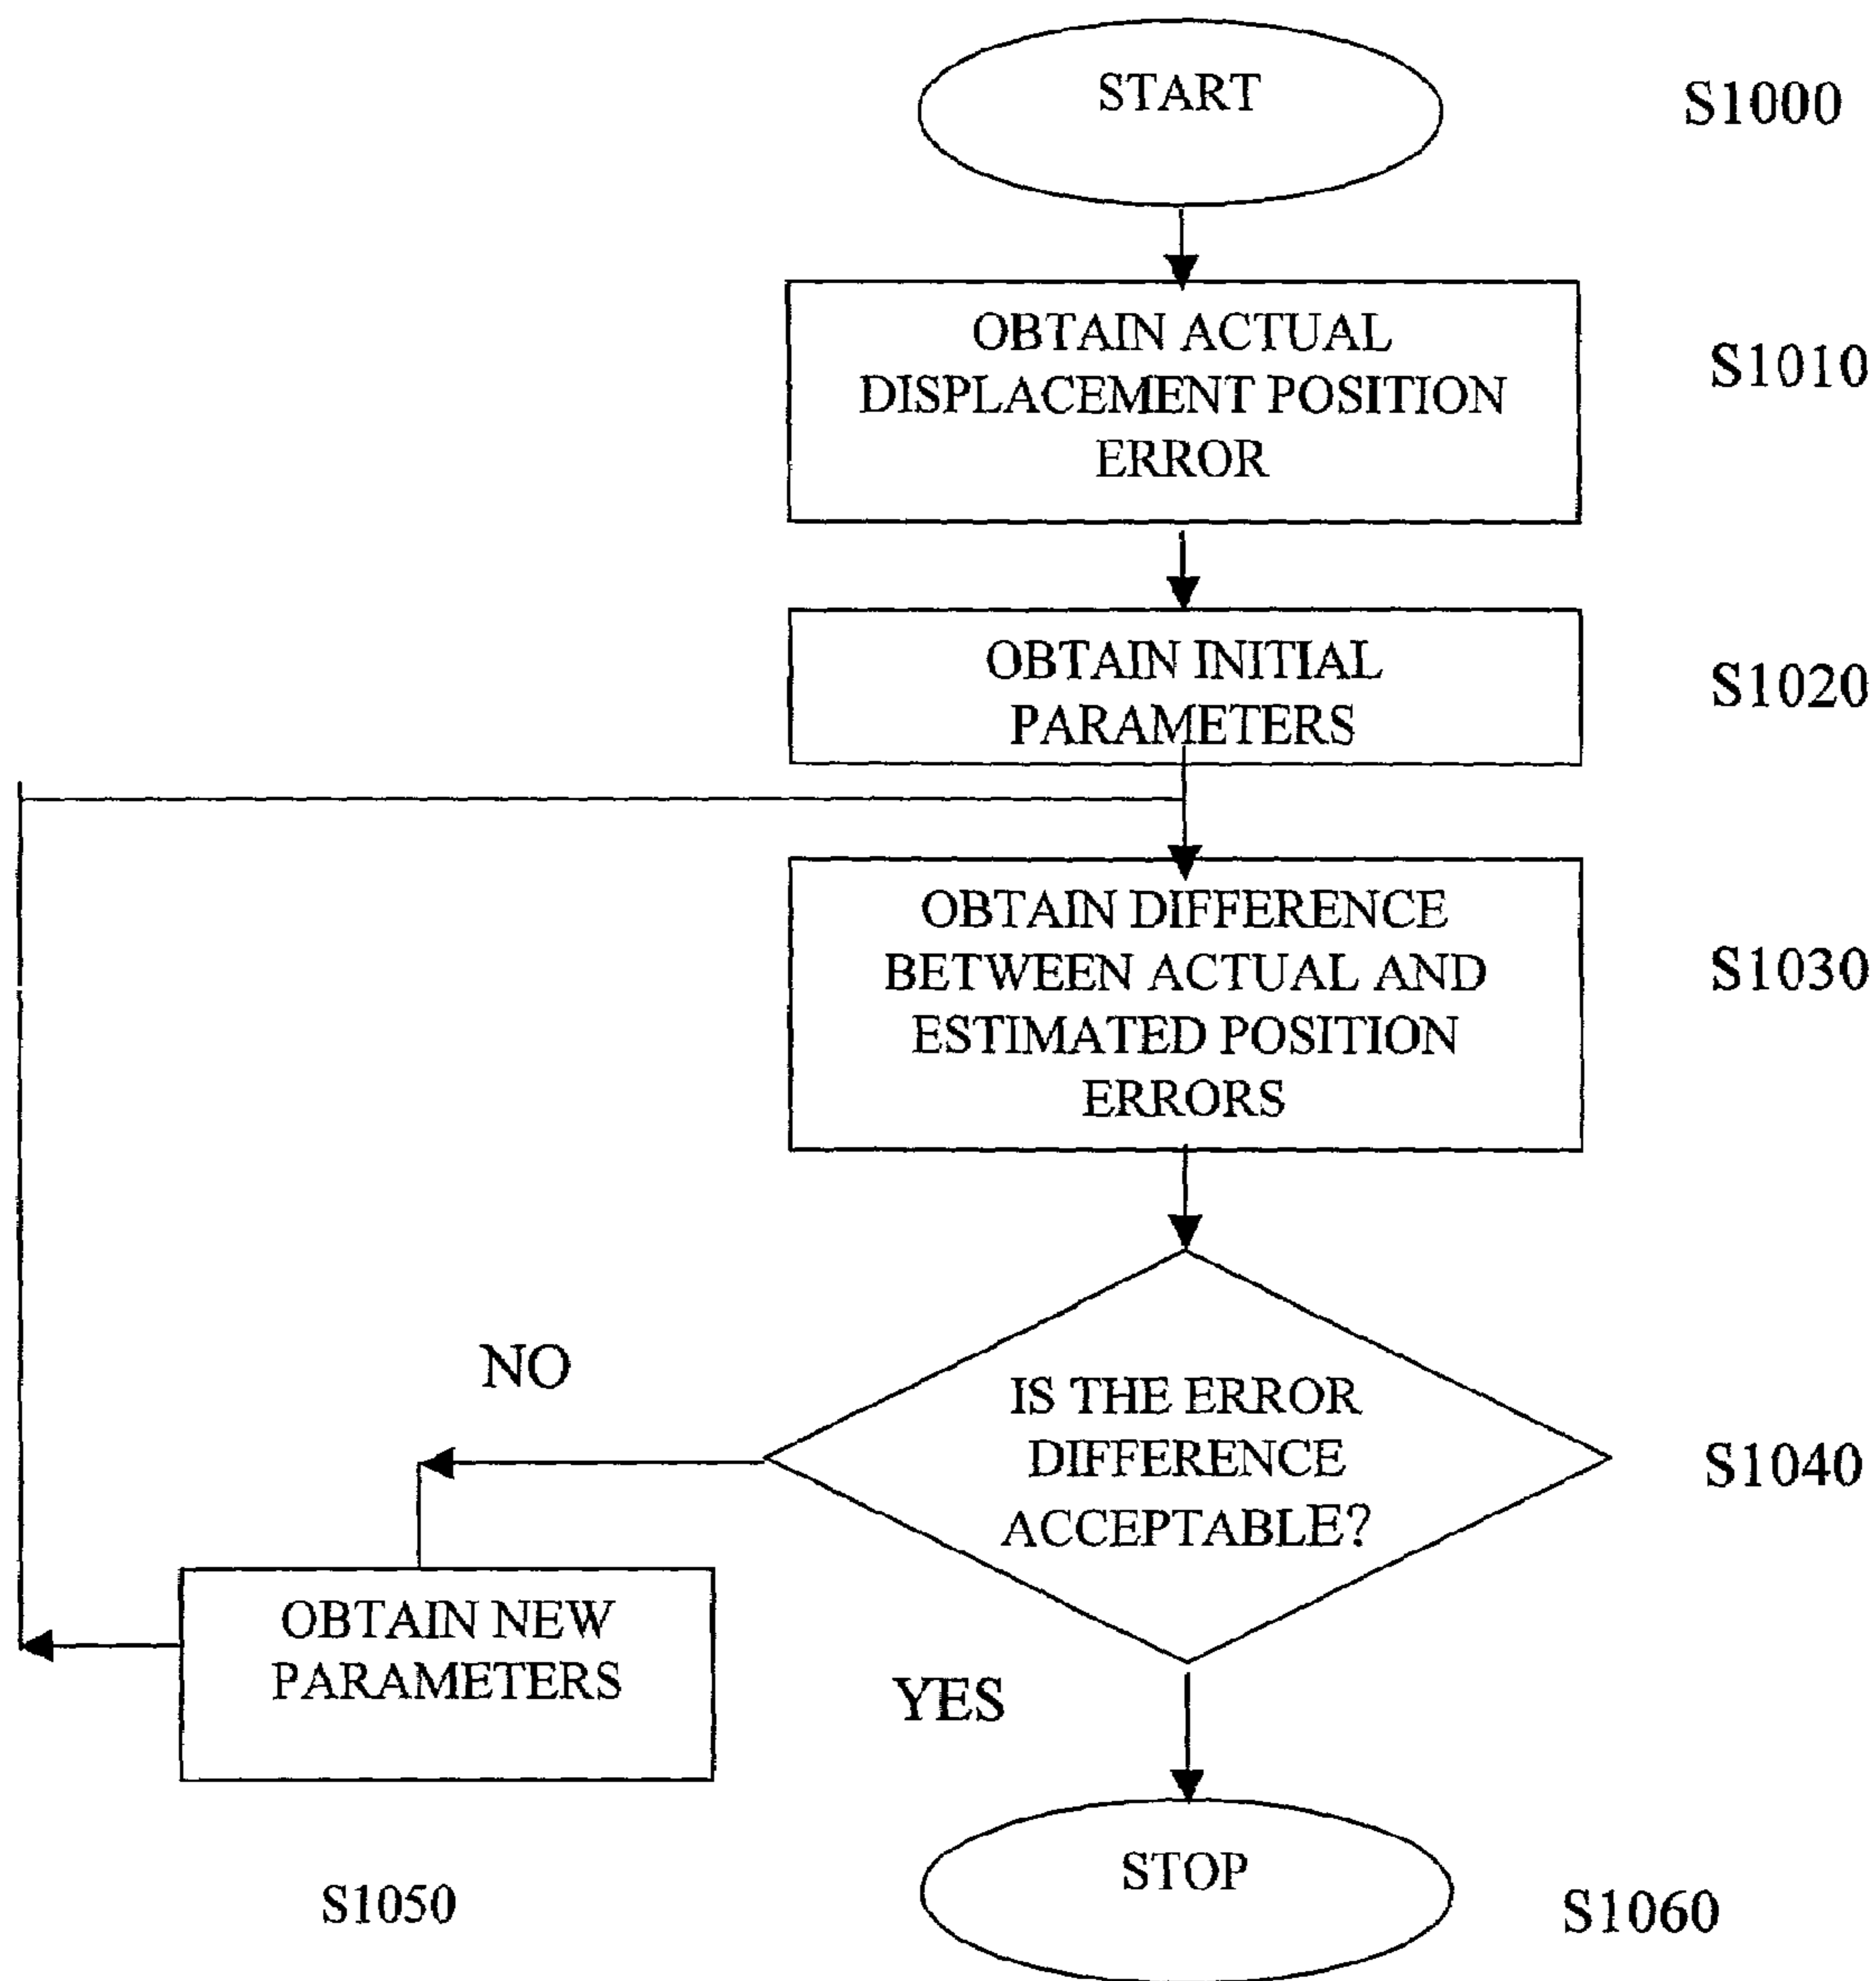 START
S1000
OBTAIN ACTUAL
DISPLACEMENT POSITION
ERROR
S1010
OBTAIN INITIAL
PARAMETERS
S1020
OBTAIN DIFFERENCE
BETWEEN ACTUAL AND
ESTIMATED POSITION
ERRORS
S1030
IS THE ERROR
DIFFERENCE
ACCEPTABLE?
S1040
NO
OBTAIN NEW
PARAMETERS
S1050
YES
STOP
S1060